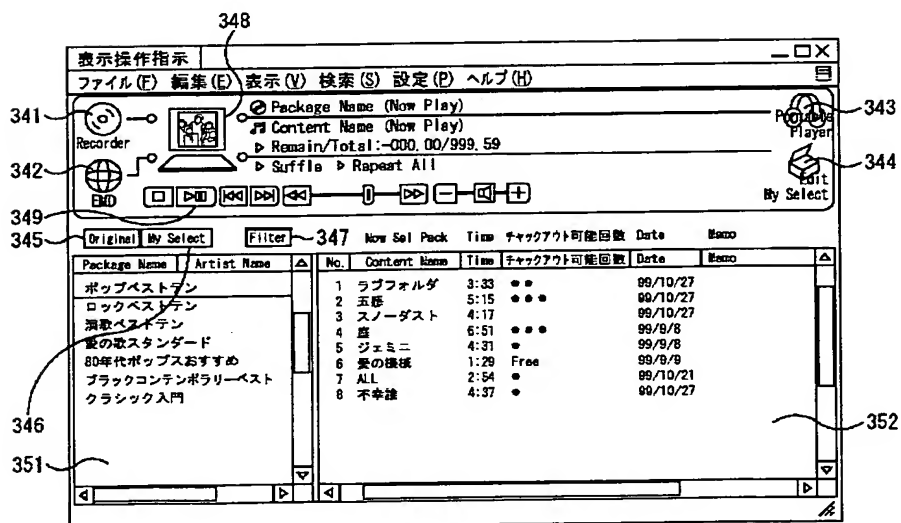 348
表示操作指示
ファイル(F) 編集(E) 表示(V) 検索(S) 設定(P) ヘルプ(H)
341
Recorder
Package Name (Now Play)
Content Name (Now Play)
Remain/Total:-000.00/999.59
Suffle Repeat All
343
Portable Player
342
EMD
344
Edit
My Select
349
345
Original My Select Filter 347 Now Sel Pack Time チャックアウト可能回数 Date Memo
Package Name Artist Name
No. Content Name Time チャックアウト可能回数 Date Memo
ポップベストテン
ロックベストテン
演歌ベストテン
愛の歌スタンダード
80年代ポップスおすすめ
ブラックコンテンポラリーベスト
クラシック入門
1 ラブフォルダ 3:33 ●● 99/10/27
2 五感 5:15 ●●● 99/10/27
3 スノーダスト 4:17 99/10/27
4 庭 6:51 ●●● 99/9/8
5 ジェミニ 4:31 ● 99/9/8
6 愛の機械 1:29 Free 99/9/9
7 ALL 2:54 ● 99/10/21
8 不幸誰 4:37 ● 99/10/27
346
351
352